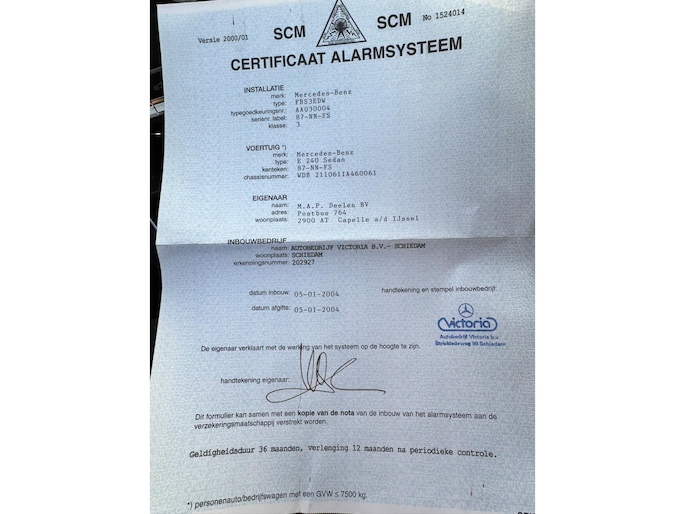 Versie 2000/01
SCM SCM
No 1524014
CERTIFICAAT ALARMSYSTEEM
INSTALLATIE
merk: Mercedes-Benz
type: FBS3EDW
typegoedkeuringsnr.: AA030004
serienr. label: 87-NN-FS
klasse: 3
VOERTUIG *)
merk: Mercedes-Benz
type: E 240 Sedan
kenteken: 87-NN-FS
chassisnummer: WDB 2110611A460061
EIGENAAR
naam: M.A.P. Deelen BV
adres: Postbus 764
woonplaats: 2900 AT Capelle a/d IJssel
INBOUWBEDRIJF
naam: AUTOBEDRIJF VICTORIA B.V.- SCHIEDAM
woonplaats: SCHIEDAM
erkenningsnummer: 202927
datum inbouw: 05-01-2004
handtekening en stempel inbouwbedrijf:
datum afgifte: 05-01-2004
Victoria
Autobedrijf Victoria b.v.
Schiedam
De eigenaar verklaart met de werking van het systeem op de hoogte te zijn.
handtekening eigenaar:
Dit formulier kan samen met een kopie van de nota van de inbouw van het alarmsysteem aan de
verzekeringsmaatschappij verstrekt worden.
Geldigheidsduur 36 maanden, verlenging 12 maanden na periodieke controle.
*) personenauto/bedrijfswagen met een GVW ≤ 7500 kg.